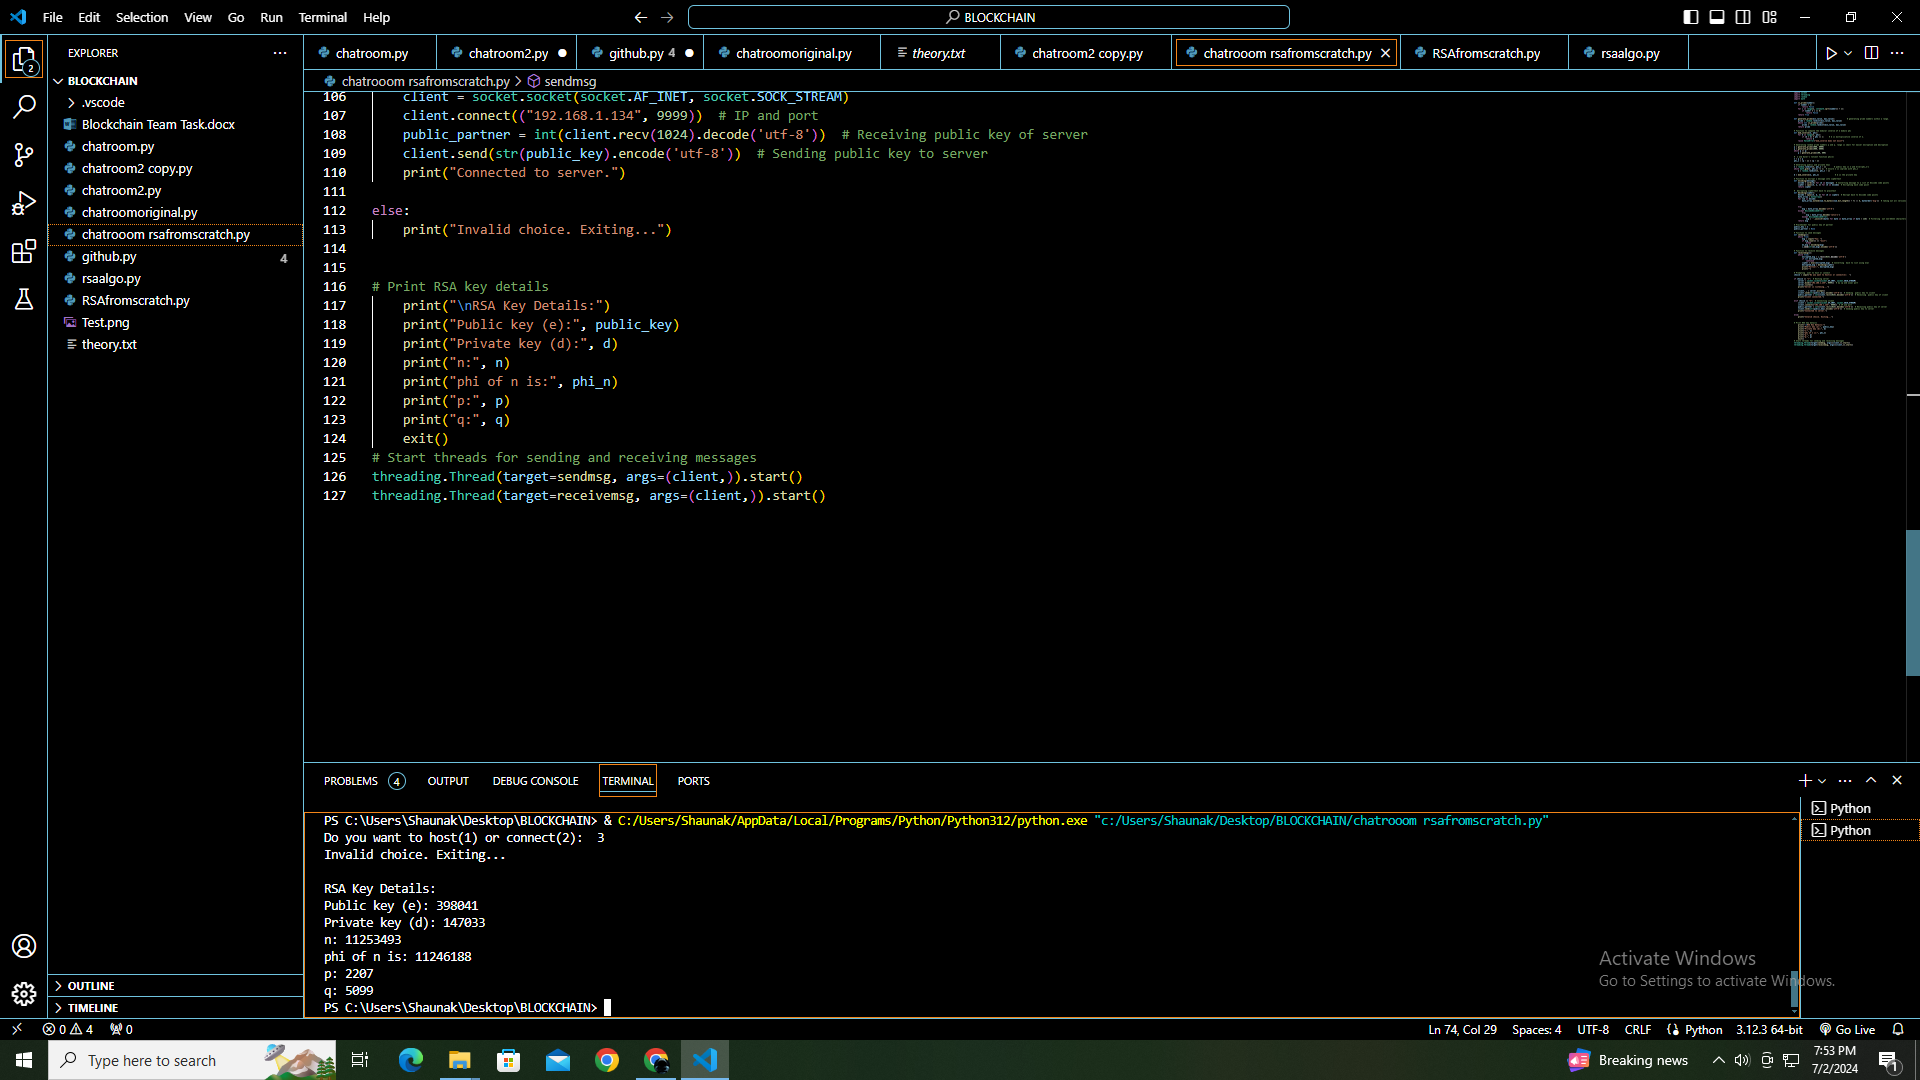 File Edit Selection View Go Run Terminal Help
BLOCKCHAIN
EXPLORER
chatroom.py chatroom2.py github.py 4 chatroomoriginal.py theory.txt chatroom2 copy.py chatrooom rsafromscratch.py RSAfromscratch.py rsaalgo.py
chatrooom rsafromscratch.py > sendmsg
BLOCKCHAIN
.vscode
Blockchain Team Task.docx
chatroom.py
chatroom2 copy.py
chatroom2.py
chatroomoriginal.py
chatrooom rsafromscratch.py
github.py 4
rsaalgo.py
RSAfromscratch.py
Test.png
theory.txt
OUTLINE
TIMELINE
2
106 client = socket.socket(socket.AF_INET, socket.SOCK_STREAM)
107 client.connect(("192.168.1.134", 9999)) # IP and port
108 public_partner = int(client.recv(1024).decode('utf-8')) # Receiving public key of server
109 client.send(str(public_key).encode('utf-8')) # Sending public key to server
110 print("Connected to server.")
111
112 else:
113 print("Invalid choice. Exiting...")
114
115
116 # Print RSA key details
117 print("\nRSA Key Details:")
118 print("Public key (e):", public_key)
119 print("Private key (d):", d)
120 print("n:", n)
121 print("phi of n is:", phi_n)
122 print("p:", p)
123 print("q:", q)
124 exit()
125 # Start threads for sending and receiving messages
126 threading.Thread(target=sendmsg, args=(client,)).start()
127 threading.Thread(target=receivemsg, args=(client,)).start()
PROBLEMS 4 OUTPUT DEBUG CONSOLE TERMINAL PORTS
PS C:\Users\Shaunak\Desktop\BLOCKCHAIN> & C:/Users/Shaunak/AppData/Local/Programs/Python/Python312/python.exe "c:/Users/Shaunak/Desktop/BLOCKCHAIN/chatrooom rsafromscratch.py"
Do you want to host(1) or connect(2): 3
Invalid choice. Exiting...
RSA Key Details:
Public key (e): 398041
Private key (d): 147033
n: 11253493
phi of n is: 11246188
p: 2207
q: 5099
PS C:\Users\Shaunak\Desktop\BLOCKCHAIN>
Python
Python
Activate Windows
Go to Settings to activate Windows.
0 4 0
Ln 74, Col 29 Spaces: 4 UTF-8 CRLF Python 3.12.3 64-bit Go Live
Type here to search
Breaking news
7:53 PM
7/2/2024
1